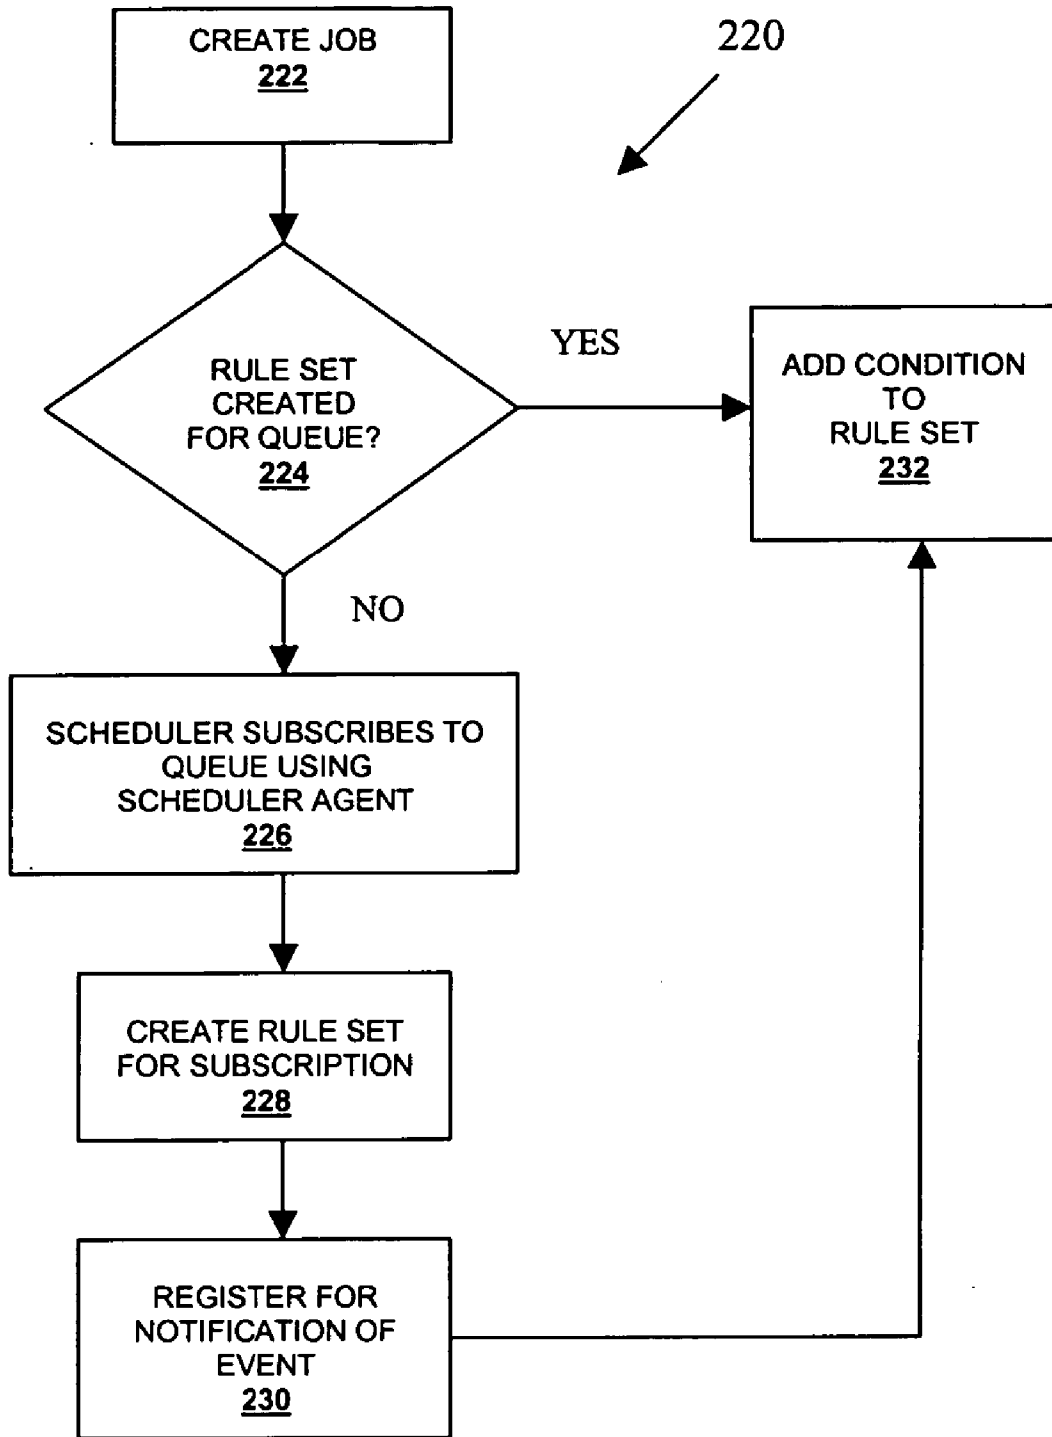 CREATE JOB
222
220
RULE SET
CREATED
FOR QUEUE?
224
YES
ADD CONDITION
TO
RULE SET
232
NO
SCHEDULER SUBSCRIBES TO
QUEUE USING
SCHEDULER AGENT
226
CREATE RULE SET
FOR SUBSCRIPTION
228
REGISTER FOR
NOTIFICATION OF
EVENT
230